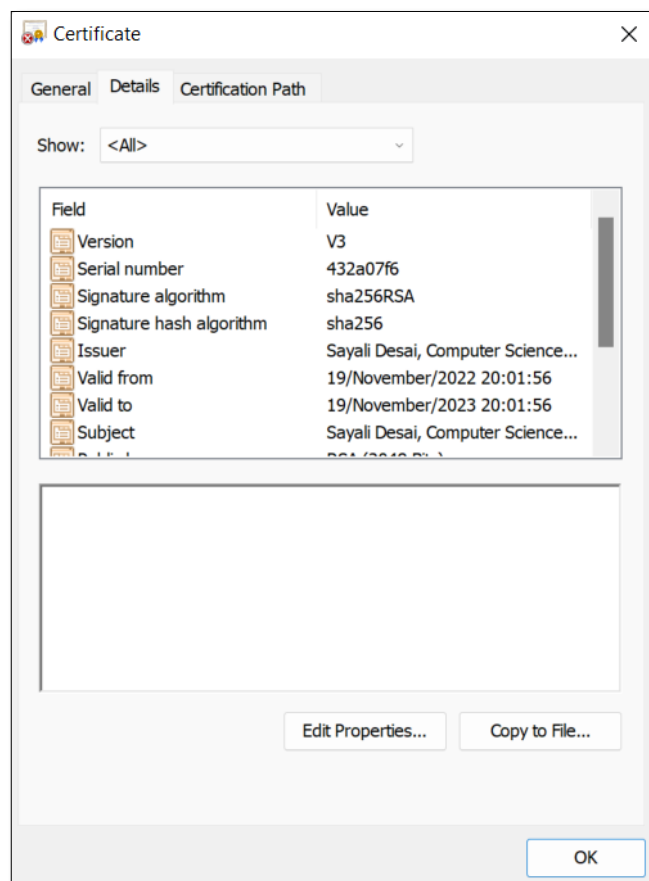 Certificate
General Details Certification Path
Show: <All>
Field Value
Version V3
Serial number 432a07f6
Signature algorithm sha256RSA
Signature hash algorithm sha256
Issuer Sayali Desai, Computer Science...
Valid from 19/November/2022 20:01:56
Valid to 19/November/2023 20:01:56
Subject Sayali Desai, Computer Science...
Edit Properties... Copy to File...
OK